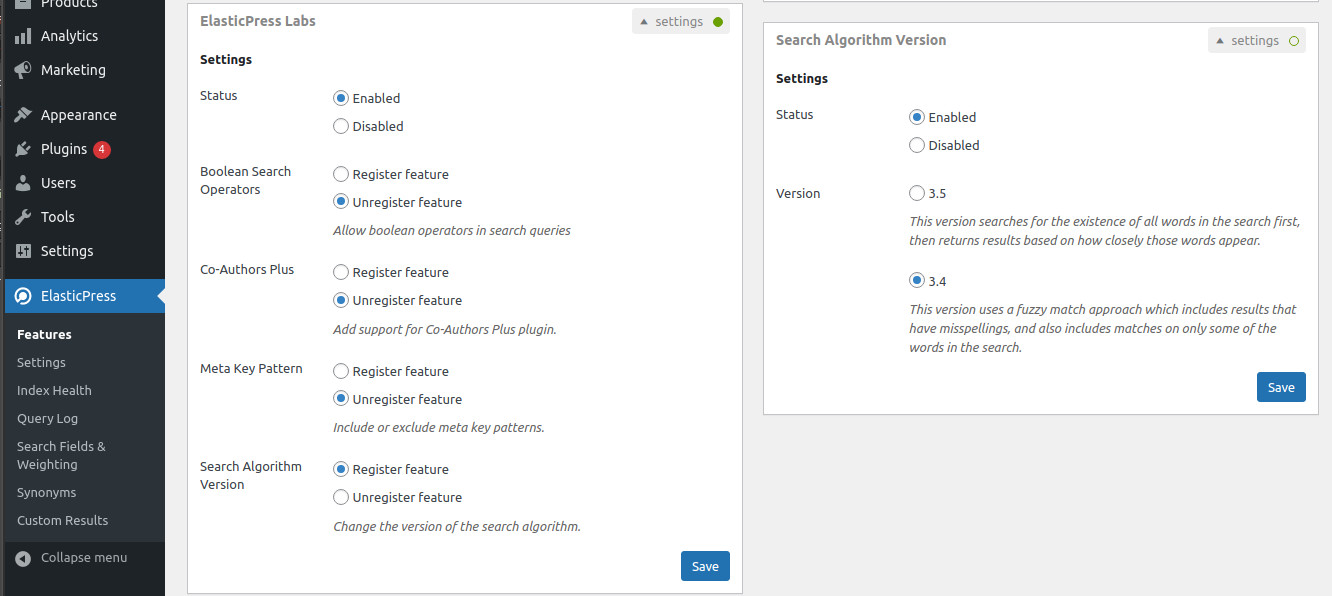 Products
Analytics
Marketing
Appearance
Plugins 4
Users
Tools
Settings
ElasticPress
Features
Settings
Index Health
Query Log
Search Fields &
Weighting
Synonyms
Custom Results
Collapse menu
ElasticPress Labs
settings
Settings
Status
Enabled
Disabled
Boolean Search
Operators
Register feature
Unregister feature
Allow boolean operators in search queries
Co-Authors Plus
Register feature
Unregister feature
Add support for Co-Authors Plus plugin.
Meta Key Pattern
Register feature
Unregister feature
Include or exclude meta key patterns.
Search Algorithm
Version
Register feature
Unregister feature
Change the version of the search algorithm.
Save
Search Algorithm Version
settings
Settings
Status
Enabled
Disabled
Version
3.5
This version searches for the existence of all words in the search first,
then returns results based on how closely those words appear.
3.4
This version uses a fuzzy match approach which includes results that
have misspellings, and also includes matches on only some of the
words in the search.
Save